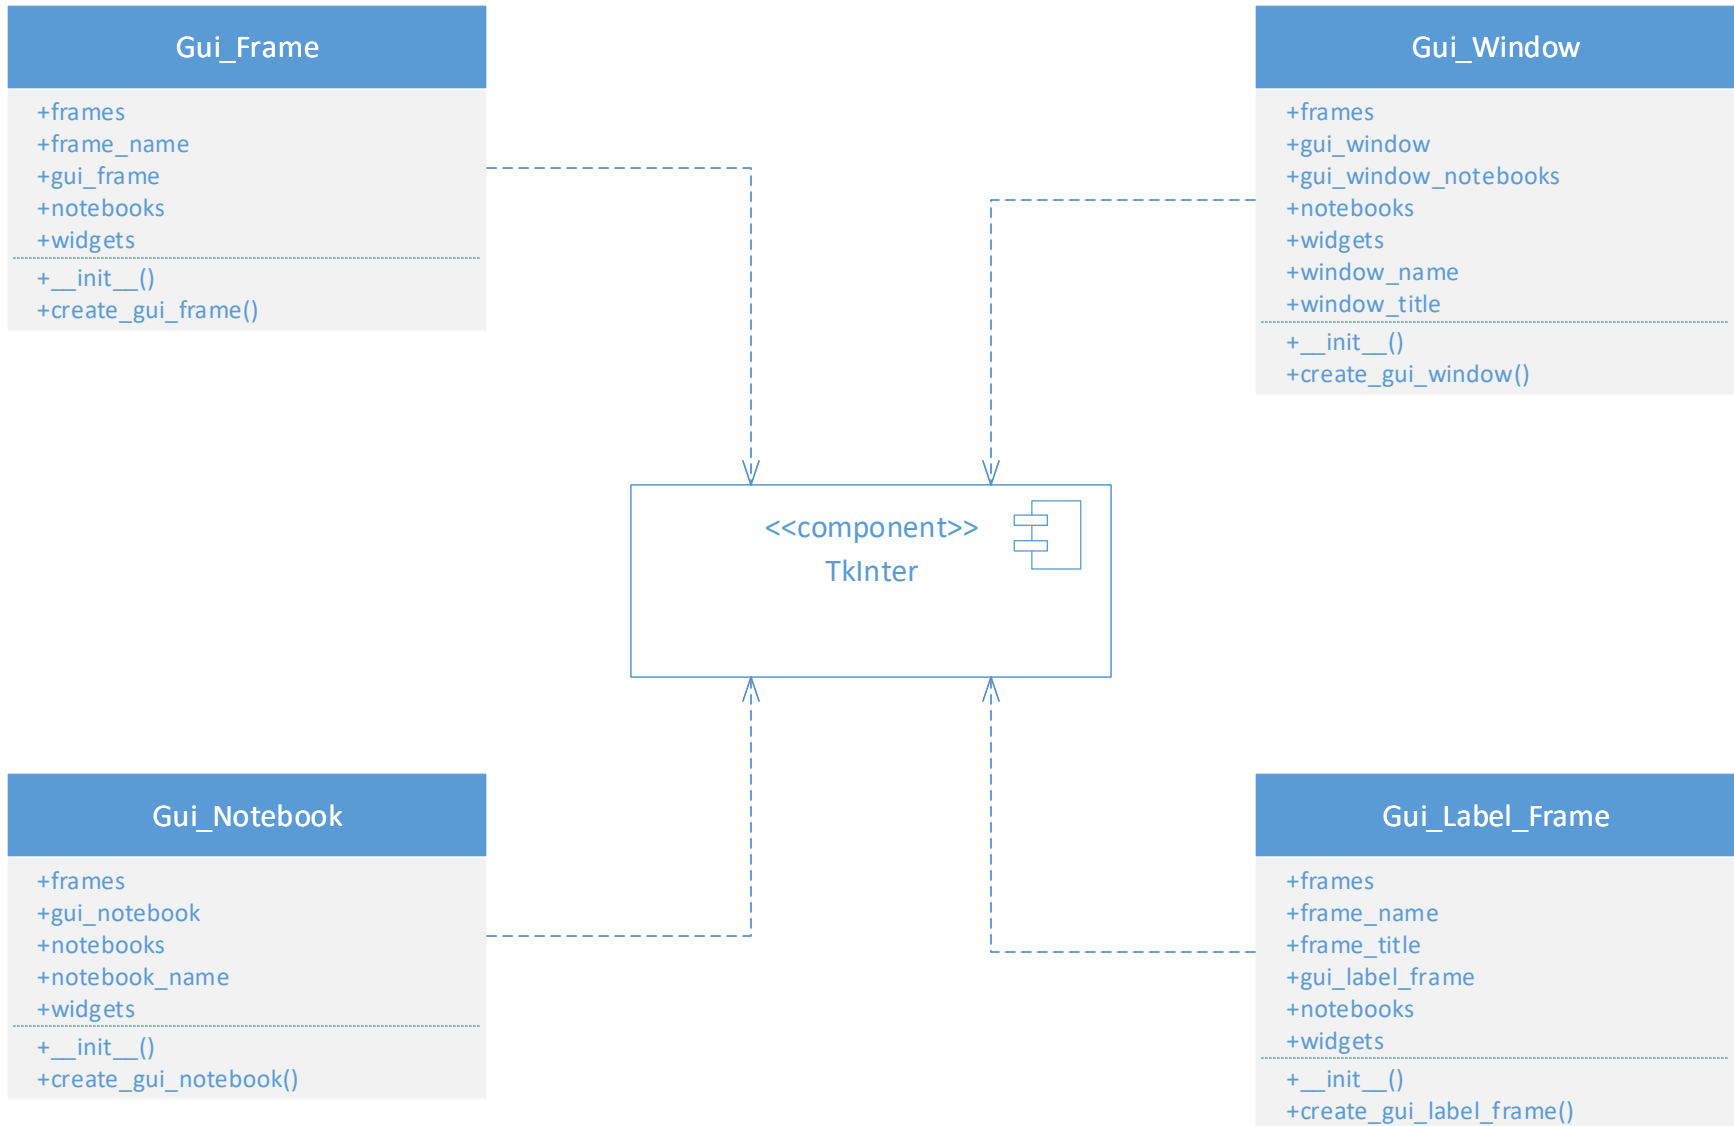 Gui_Frame
+frames
+frame_name
+gui_frame
+notebooks
+widgets
+__init__()
+create_gui_frame()
Gui_Window
+frames
+gui_window
+gui_window_notebooks
+notebooks
+widgets
+window_name
+window_title
+__init__()
+create_gui_window()
<<component>>
TkInter
Gui_Notebook
+frames
+gui_notebook
+notebooks
+notebook_name
+widgets
+__init__()
+create_gui_notebook()
Gui_Label_Frame
+frames
+frame_name
+frame_title
+gui_label_frame
+notebooks
+widgets
+__init__()
+create_gui_label_frame()